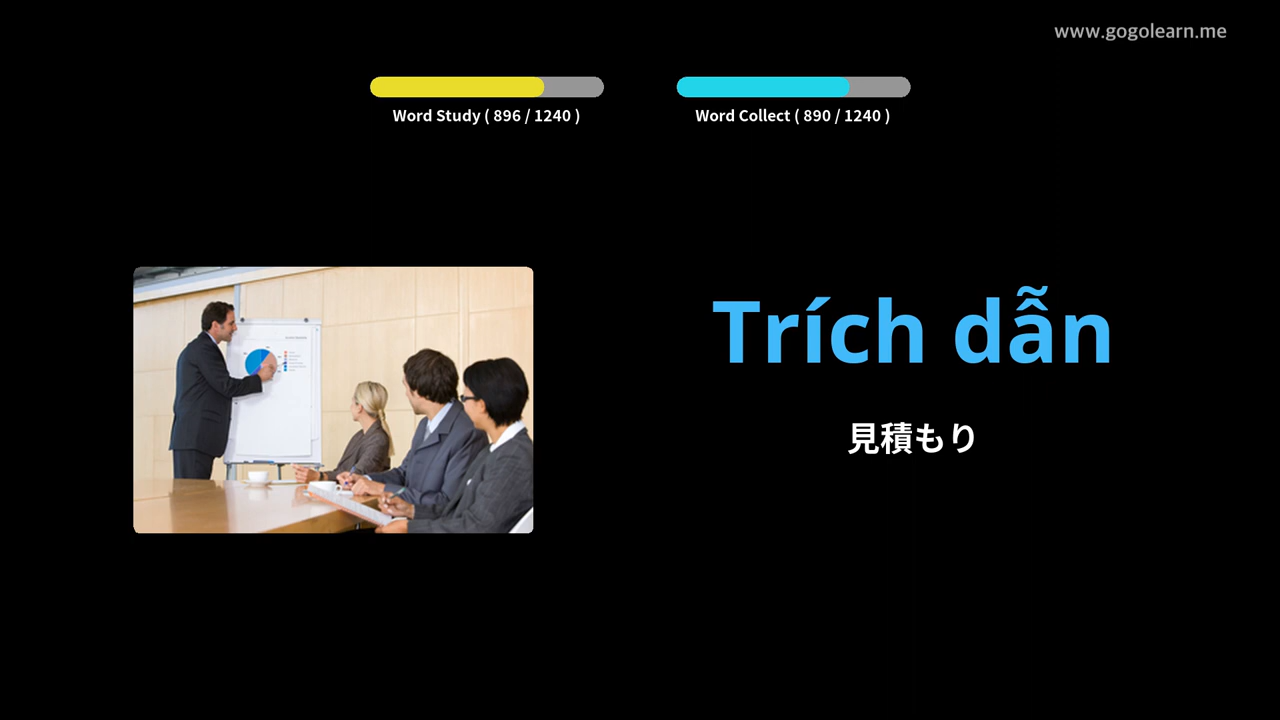 www.gogolearn.me
Word Study ( 896 / 1240 )
Word Collect ( 890 / 1240 )
Trích dẫn
見積もり